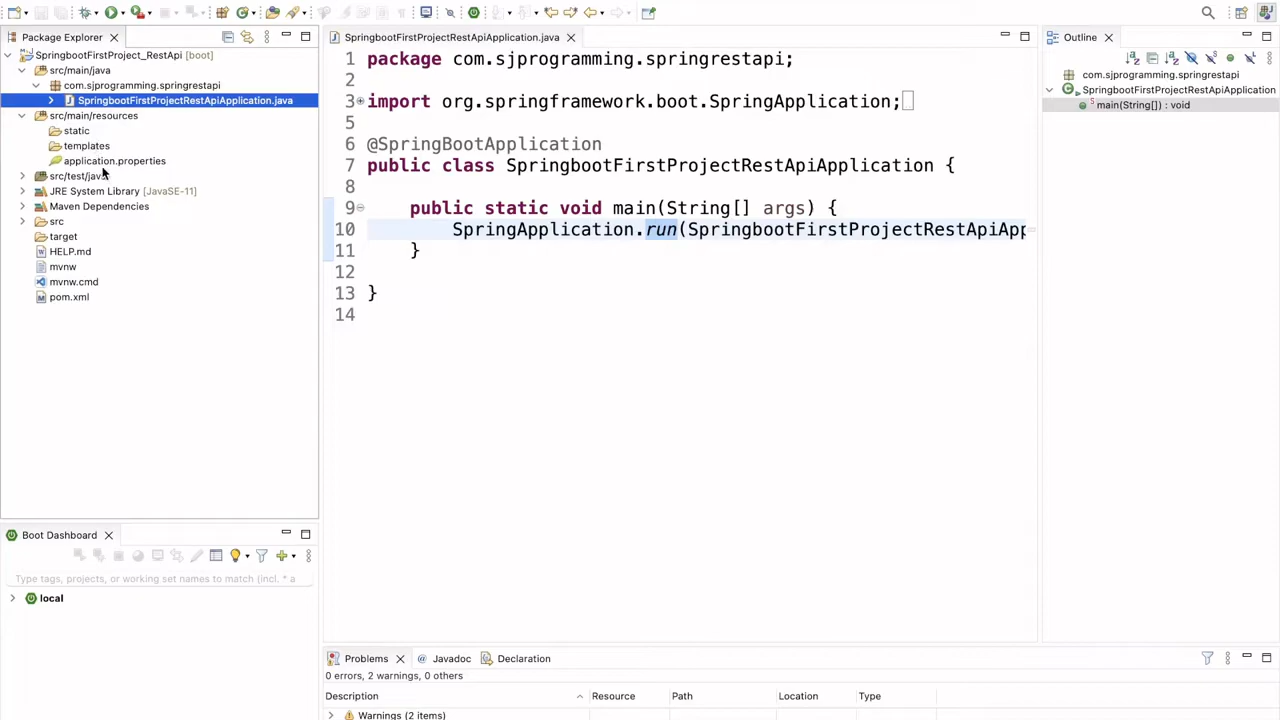 Package Explorer
SpringbootFirstProject_RestApi [boot]
src/main/java
com.sjprogramming.springrestapi
SpringbootFirstProjectRestApiApplication.java
src/main/resources
static
templates
application.properties
src/test/java
JRE System Library [JavaSE-11]
Maven Dependencies
src
target
HELP.md
mvnw
mvnw.cmd
pom.xml
Boot Dashboard
Type tags, projects, or working set names to match (incl. * a
local
SpringbootFirstProjectRestApiApplication.java
1 package com.sjprogramming.springrestapi;
2
3 import org.springframework.boot.SpringApplication;
5
6 @SpringBootApplication
7 public class SpringbootFirstProjectRestApiApplication {
8
9 public static void main(String[] args) {
10 SpringApplication.run(SpringbootFirstProjectRestApiApp
11 }
12
13 }
14
Outline
com.sjprogramming.springrestapi
SpringbootFirstProjectRestApiApplication
main(String[]) : void
Problems
@ Javadoc
Declaration
0 errors, 2 warnings, 0 others
Description Resource Path Location Type
Warnings (2 items)